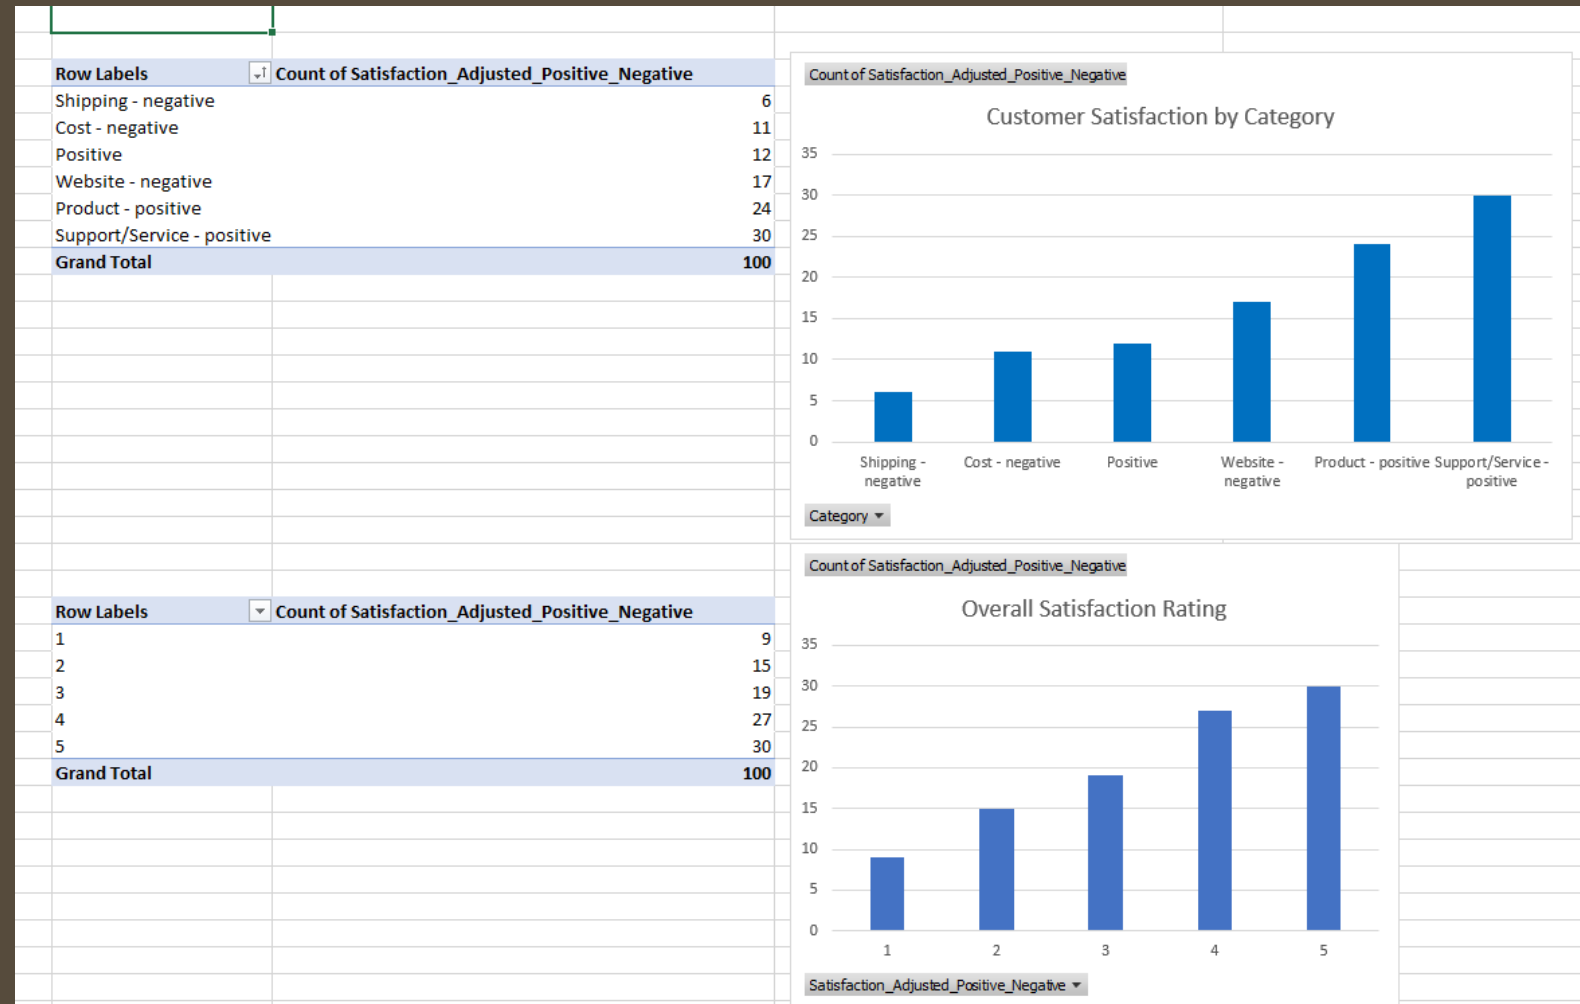 Row Labels Count of Satisfaction_Adjusted_Positive_Negative
Shipping - negative 6
Cost - negative 11
Positive 12
Website - negative 17
Product - positive 24
Support/Service - positive 30
Grand Total 100
Count of Satisfaction_Adjusted_Positive_Negative
Customer Satisfaction by Category
35
30
25
20
15
10
5
0
Shipping - negative
Cost - negative
Positive
Website - negative
Product - positive
Support/Service - positive
Category
Row Labels Count of Satisfaction_Adjusted_Positive_Negative
1 9
2 15
3 19
4 27
5 30
Grand Total 100
Count of Satisfaction_Adjusted_Positive_Negative
Overall Satisfaction Rating
35
30
25
20
15
10
5
0
1 2 3 4 5
Satisfaction_Adjusted_Positive_Negative